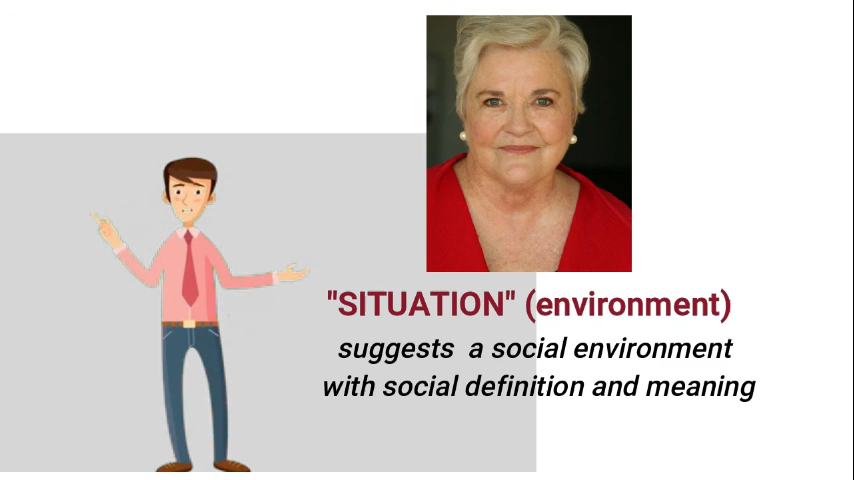 "SITUATION" (environment)
suggests a social environment
with social definition and meaning